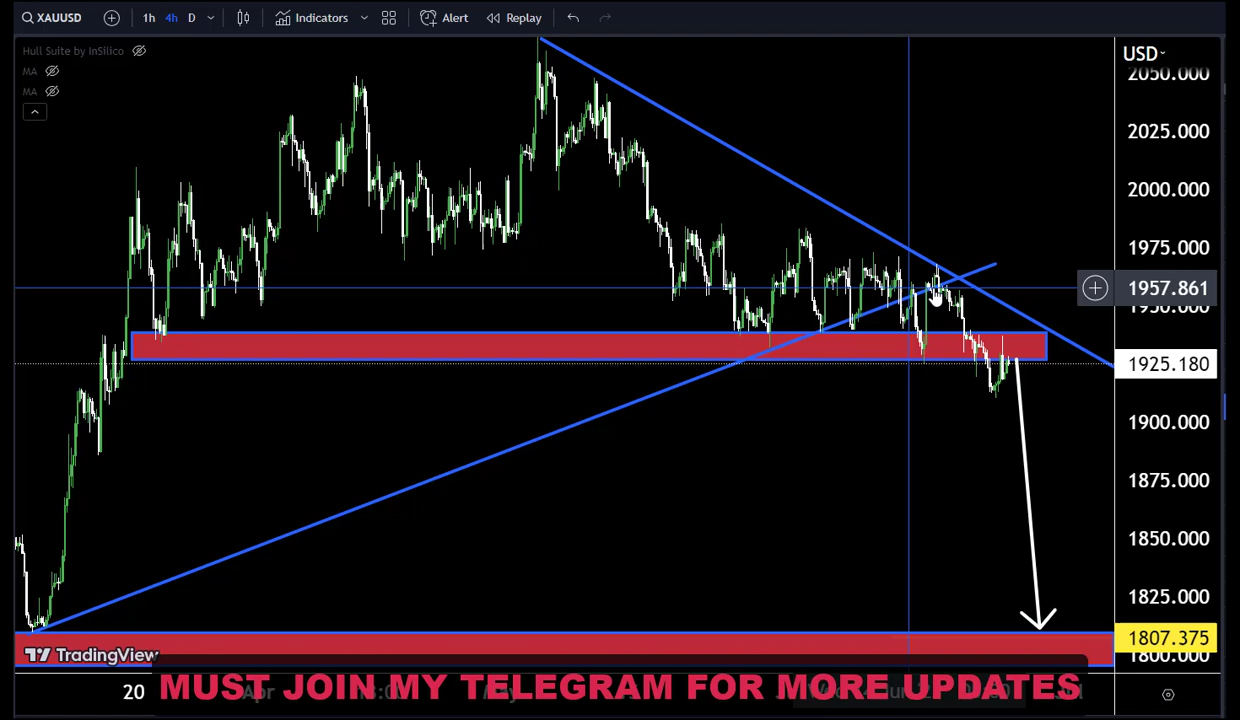 XAUUSD 1h 4h D Indicators Alert Replay
Hull Suite by InSilico
MA
MA
USD
2050.000
2025.000
2000.000
1975.000
1957.861
1950.000
1925.180
1900.000
1875.000
1850.000
1825.000
1807.375
1800.000
TradingView
20 Apr
MUST JOIN MY TELEGRAM FOR MORE UPDATES